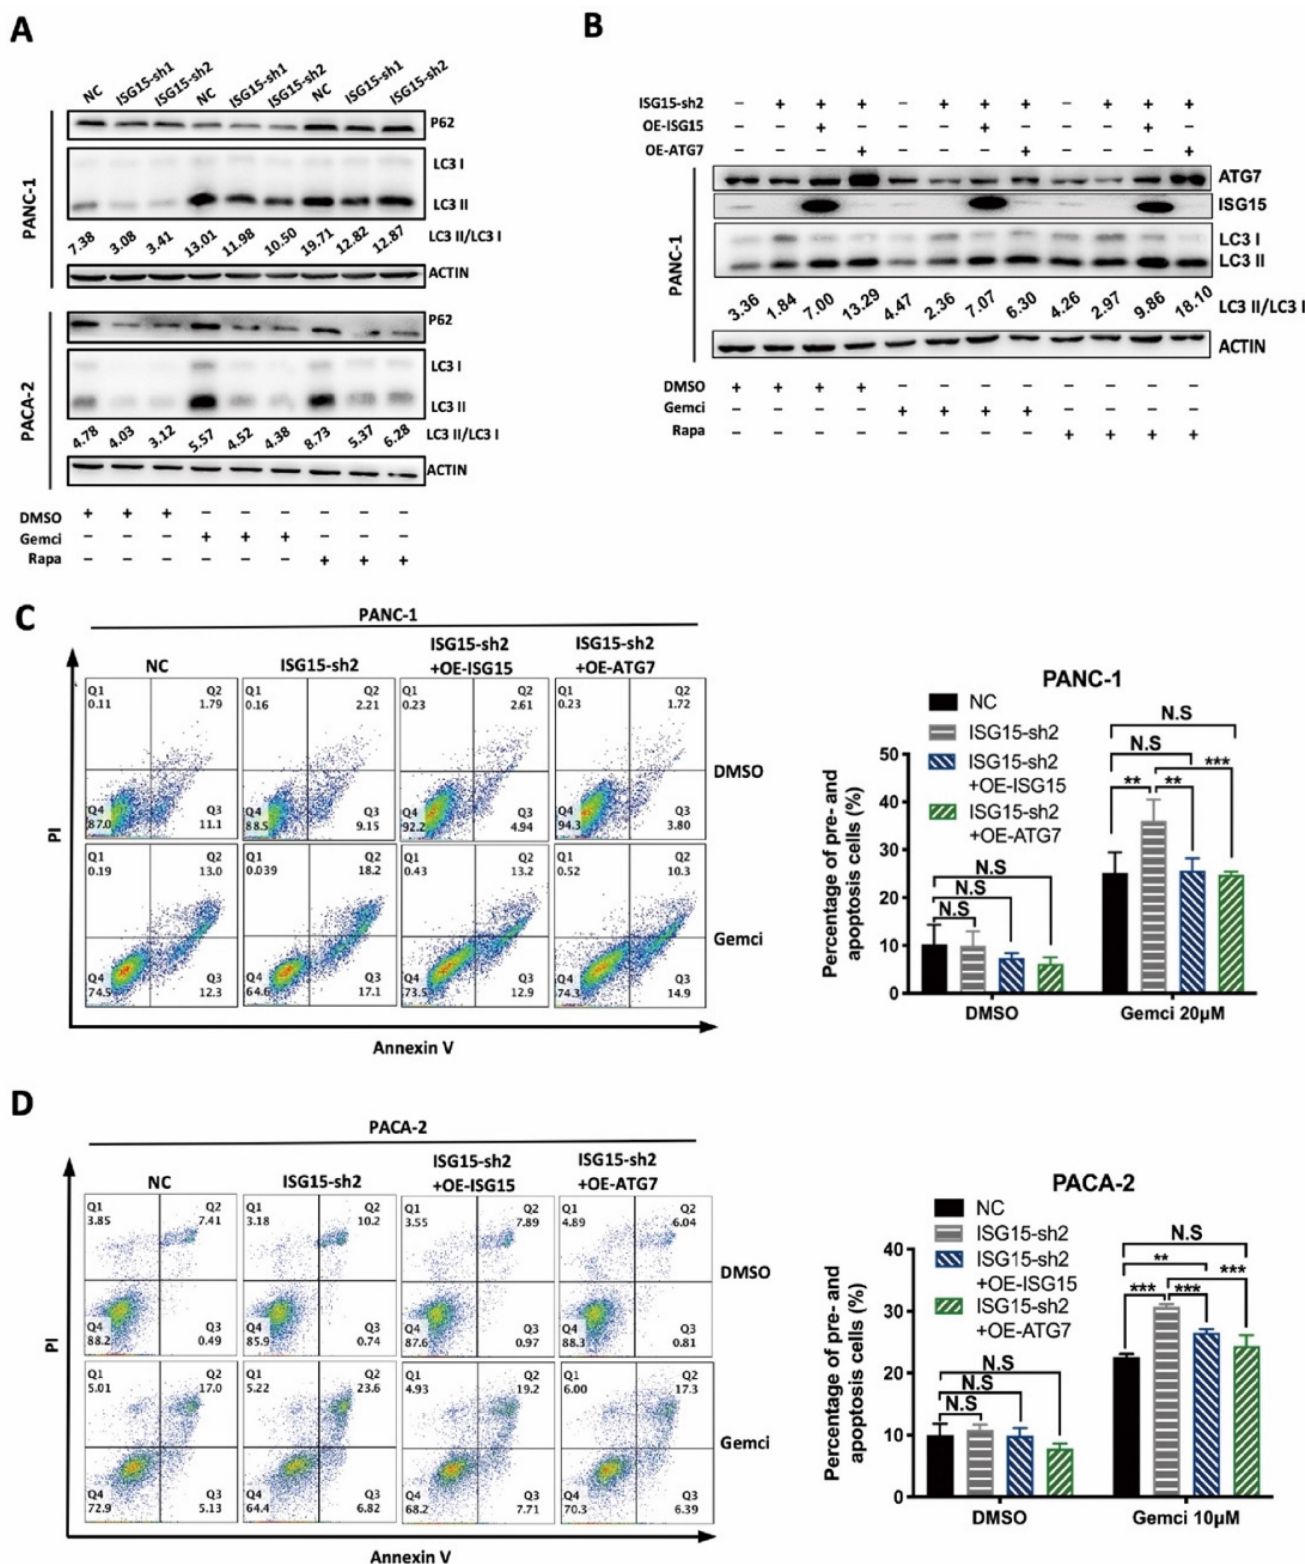 A
NC ISG15-sh1 ISG15-sh2 NC ISG15-sh1 ISG15-sh2 NC ISG15-sh1 ISG15-sh2
PANC-1
P62
LC3 I
LC3 II
7.38 3.08 3.41 13.01 11.98 10.50 19.71 12.82 12.87 LC3 II/LC3 I
ACTIN
PACA-2
P62
LC3 I
LC3 II
4.78 4.03 3.12 5.57 4.52 4.38 8.73 5.37 6.28 LC3 II/LC3 I
ACTIN
DMSO + + + − − − − − −
Gemci − − − + + + − − −
Rapa − − − − − − + + +
B
ISG15-sh2 − + + + − + + + − + + +
OE-ISG15 − − + − − − + − − − + −
OE-ATG7 − − − + − − − + − − − +
PANC-1
ATG7
ISG15
LC3 I
LC3 II
3.36 1.84 7.00 13.29 4.47 2.36 7.07 6.30 4.26 2.97 9.86 18.10 LC3 II/LC3 I
ACTIN
DMSO + + + + − − − − − − − −
Gemci − − − − + + + + − − − −
Rapa − − − − − − − − + + + +
C
PANC-1
NC ISG15-sh2 ISG15-sh2 +OE-ISG15 ISG15-sh2 +OE-ATG7
PI
Q1 0.11 Q2 1.79 Q4 87.0 Q3 11.1
Q1 0.16 Q2 2.21 Q4 88.5 Q3 9.15
Q1 0.23 Q2 2.61 Q4 92.2 Q3 4.94
Q1 0.23 Q2 1.72 Q4 94.3 Q3 3.80
DMSO
Q1 0.19 Q2 13.0 Q4 74.5 Q3 12.3
Q1 0.039 Q2 18.2 Q4 64.6 Q3 17.1
Q1 0.43 Q2 13.2 Q4 73.5 Q3 12.9
Q1 0.52 Q2 10.3 Q4 74.3 Q3 14.9
Gemci
Annexin V
PANC-1
NC
ISG15-sh2
ISG15-sh2
+OE-ISG15
ISG15-sh2
+OE-ATG7
Percentage of pre- and
apoptosis cells (%)
50
40
30
20
10
0
N.S
N.S
N.S
N.S
N.S
** ** ***
DMSO Gemci 20µM
D
PACA-2
NC ISG15-sh2 ISG15-sh2 +OE-ISG15 ISG15-sh2 +OE-ATG7
PI
Q1 3.85 Q2 7.41 Q4 88.2 Q3 0.49
Q1 3.18 Q2 10.2 Q4 85.9 Q3 0.74
Q1 3.55 Q2 7.89 Q4 87.6 Q3 0.97
Q1 4.89 Q2 6.04 Q4 88.3 Q3 0.81
DMSO
Q1 5.01 Q2 17.0 Q4 72.9 Q3 5.13
Q1 5.22 Q2 23.6 Q4 64.4 Q3 6.82
Q1 4.93 Q2 19.2 Q4 68.2 Q3 7.71
Q1 6.00 Q2 17.3 Q4 70.3 Q3 6.39
Gemci
Annexin V
PACA-2
NC
ISG15-sh2
ISG15-sh2
+OE-ISG15
ISG15-sh2
+OE-ATG7
Percentage of pre- and
apoptosis cells (%)
40
30
20
10
0
N.S
N.S
N.S
N.S
**
*** *** ***
DMSO Gemci 10µM